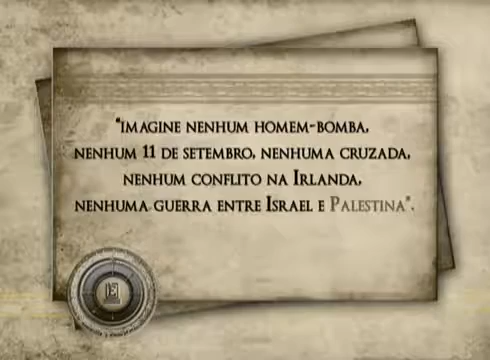 "IMAGINE NENHUM HOMEM-BOMBA,
NENHUM 11 DE SETEMBRO, NENHUMA CRUZADA,
NENHUM CONFLITO NA IRLANDA,
NENHUMA GUERRA ENTRE ISRAEL E PALESTINA".